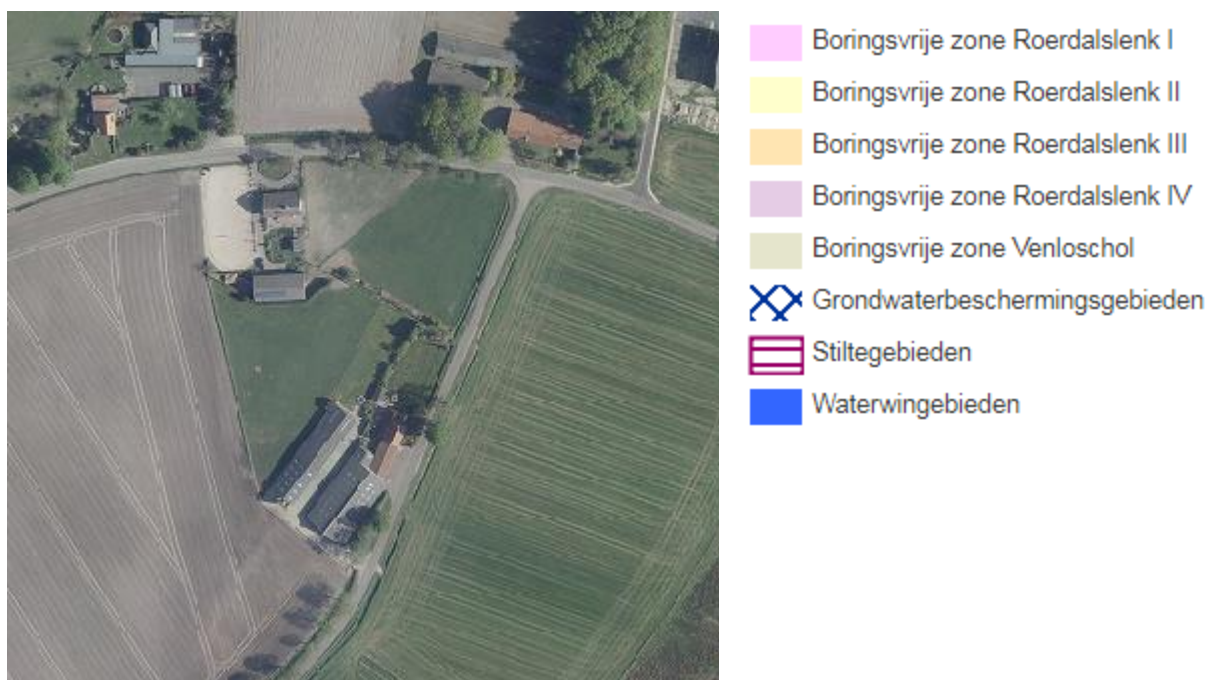 Boringsvrije zone Roerdalslenk I
Boringsvrije zone Roerdalslenk II
Boringsvrije zone Roerdalslenk III
Boringsvrije zone Roerdalslenk IV
Boringsvrije zone Venloschol
Grondwaterbeschermingsgebieden
Stiltegebieden
Waterwingebieden